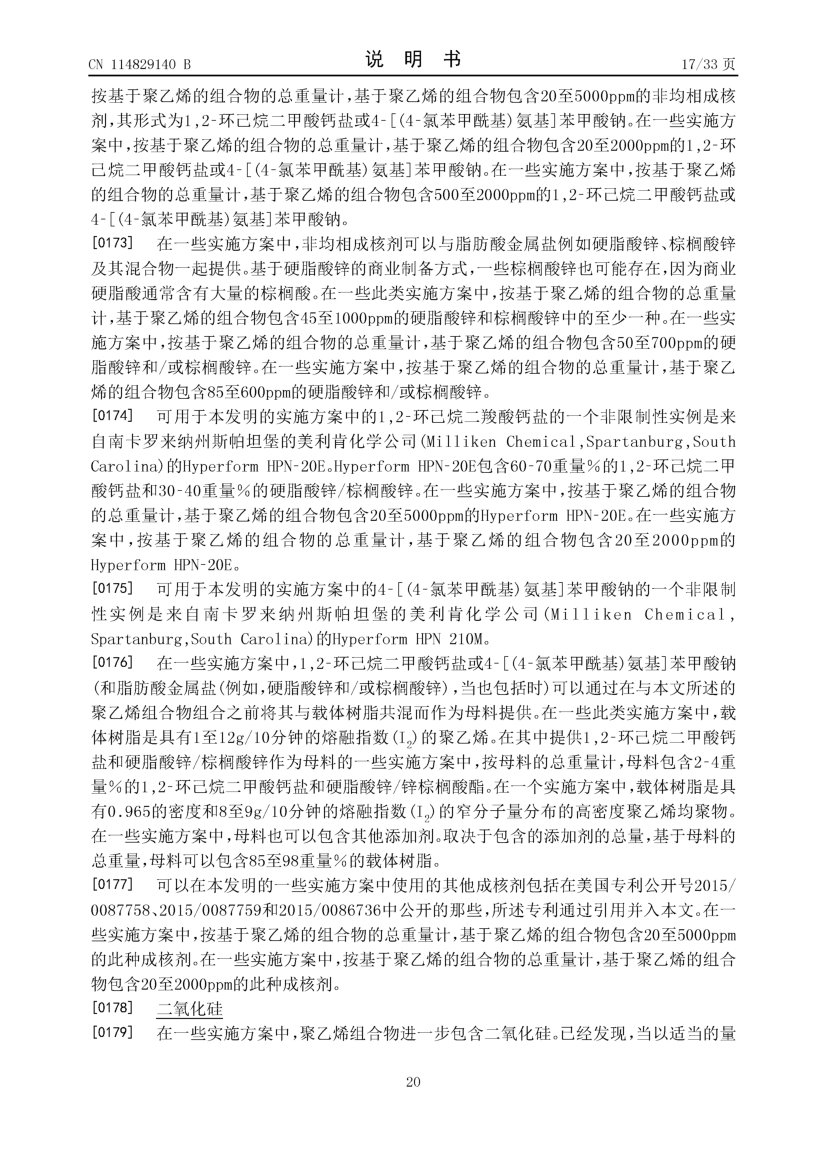 CN 114829140 B
说 明 书
17/33 页
按基于聚乙烯的组合物的总重量计,基于聚乙烯的组合物包含20至5000ppm的非均相成核
剂,其形式为1,2-环己烷二甲酸钙盐或4-[(4-氯苯甲酰基)氨基]苯甲酸钠。在一些实施方
案中,按基于聚乙烯的组合物的总重量计,基于聚乙烯的组合物包含20至2000ppm的1,2-环
己烷二甲酸钙盐或4-[(4-氯苯甲酰基)氨基]苯甲酸钠。在一些实施方案中,按基于聚乙烯
的组合物的总重量计,基于聚乙烯的组合物包含500至2000ppm的1,2-环己烷二甲酸钙盐或
4-[(4-氯苯甲酰基)氨基]苯甲酸钠。
[0173] 在一些实施方案中,非均相成核剂可以与脂肪酸金属盐例如硬脂酸锌、棕榈酸锌
及其混合物一起提供。基于硬脂酸锌的商业制备方式,一些棕榈酸锌也可能存在,因为商业
硬脂酸通常含有大量的棕榈酸。在一些此类实施方案中,按基于聚乙烯的组合物的总重量
计,基于聚乙烯的组合物包含45至1000ppm的硬脂酸锌和棕榈酸锌中的至少一种。在一些实
施方案中,按基于聚乙烯的组合物的总重量计,基于聚乙烯的组合物包含50至700ppm的硬
脂酸锌和/或棕榈酸锌。在一些实施方案中,按基于聚乙烯的组合物的总重量计,基于聚乙
烯的组合物包含85至600ppm的硬脂酸锌和/或棕榈酸锌。
[0174] 可用于本发明的实施方案中的1,2-环己烷二羧酸钙盐的一个非限制性实例是来
自南卡罗来纳州斯帕坦堡的美利肯化学公司(Milliken Chemical,Spartanburg,South
Carolina)的Hyperform HPN-20E。Hyperform HPN-20E包含60-70重量%的1,2-环己烷二甲
酸钙盐和30-40重量%的硬脂酸锌/棕榈酸锌。在一些实施方案中,按基于聚乙烯的组合物
的总重量计,基于聚乙烯的组合物包含20至5000ppm的Hyperform HPN-20E。在一些实施方
案中,按基于聚乙烯的组合物的总重量计,基于聚乙烯的组合物包含20至2000ppm的
Hyperform HPN-20E。
[0175] 可用于本发明的实施方案中的4-[(4-氯苯甲酰基)氨基]苯甲酸钠的一个非限制
性实例是来自南卡罗来纳州斯帕坦堡的美利肯化学公司(Milliken Chemical,
Spartanburg,South Carolina)的Hyperform HPN 210M。
[0176] 在一些实施方案中,1,2-环己烷二甲酸钙盐或4-[(4-氯苯甲酰基)氨基]苯甲酸钠
(和脂肪酸金属盐(例如,硬脂酸锌和/或棕榈酸锌),当也包括时)可以通过在与本文所述的
聚乙烯组合物组合之前将其与载体树脂共混而作为母料提供。在一些此类实施方案中,载
体树脂是具有1至12g/10分钟的熔融指数(I₂)的聚乙烯。在其中提供1,2-环己烷二甲酸钙
盐和硬脂酸锌/棕榈酸锌作为母料的一些实施方案中,按母料的总重量计,母料包含2-4重
量%的1,2-环己烷二甲酸钙盐和硬脂酸锌/锌棕榈酸酯。在一个实施方案中,载体树脂是具
有0.965的密度和8至9g/10分钟的熔融指数(I₂)的窄分子量分布的高密度聚乙烯均聚物。
在一些实施方案中,母料也可以包含其他添加剂。取决于包含的添加剂的总量,基于母料的
总重量,母料可以包含85至98重量%的载体树脂。
[0177] 可以在本发明的一些实施方案中使用的其他成核剂包括在美国专利公开号2015/
0087758、2015/0087759和2015/0086736中公开的那些,所述专利通过引用并入本文。在一
些实施方案中,按基于聚乙烯的组合物的总重量计,基于聚乙烯的组合物包含20至5000ppm
的此种成核剂。在一些实施方案中,按基于聚乙烯的组合物的总重量计,基于聚乙烯的组合
物包含20至2000ppm的此种成核剂。
[0178] 二氧化硅
[0179] 在一些实施方案中,聚乙烯组合物进一步包含二氧化硅。已经发现,当以适当的量
20